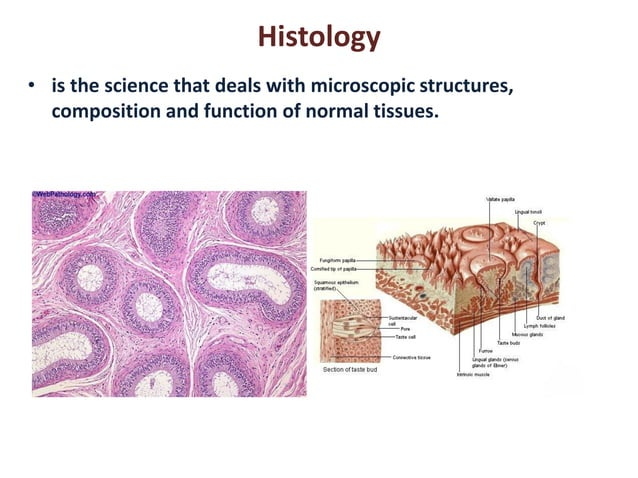 Histology
• is the science that deals with microscopic structures,
composition and function of normal tissues.
©WebPathology.com
Vallate papilla
Lingual tonsil
Crypt
Fungiform papilla
Cornified tip of papilla
Squamous epithelium
(stratified)
Sustentacular
cell
Pore
Taste cell
Connective tissue
Section of taste bud
Duct of gland
Lymph follicles
Mucous glands
Taste buds
Furrow
Lingual glands (serous
glands of Ebner)
Intrinsic muscle